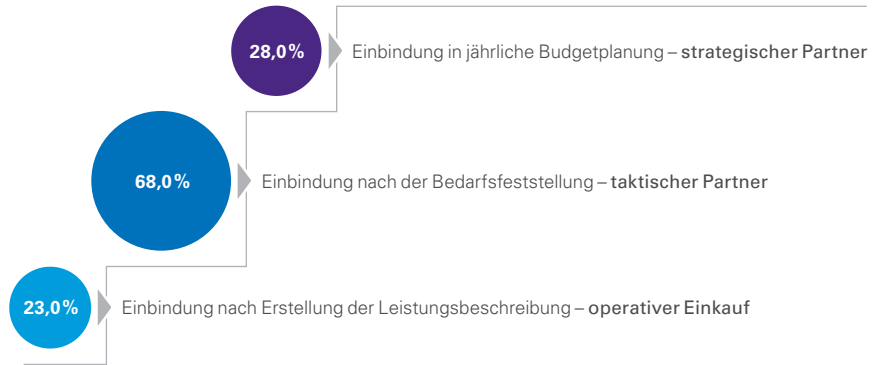 28,0 % Einbindung in jährliche Budgetplanung – strategischer Partner
68,0 % Einbindung nach der Bedarfsfeststellung – taktischer Partner
23,0 % Einbindung nach Erstellung der Leistungsbeschreibung – operativer Einkauf